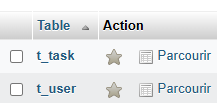 Table Action
t_task Parcourir
t_user Parcourir